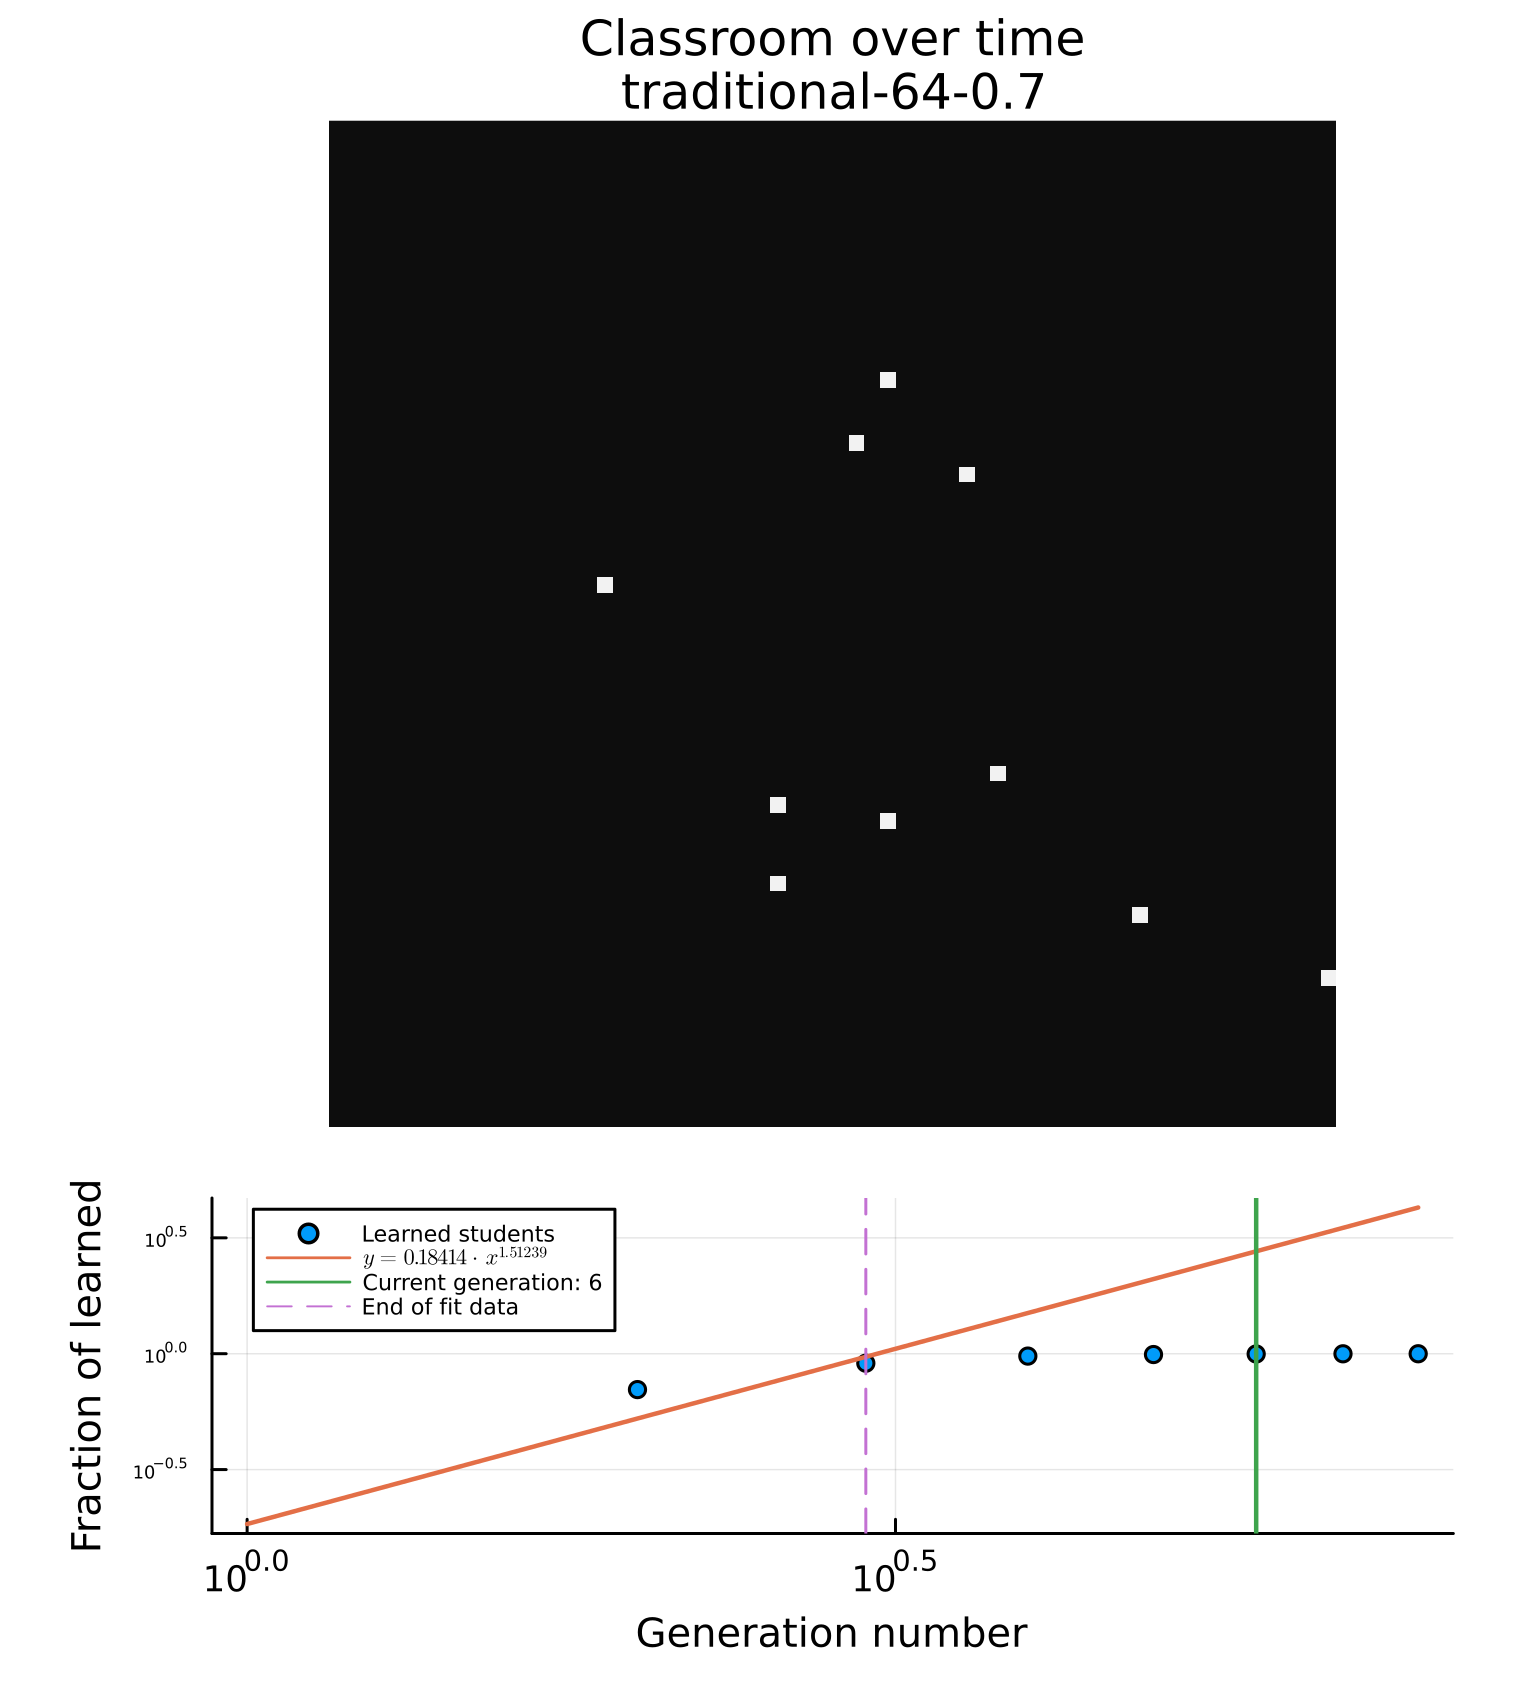 Classroom over time
traditional-64-0.7
Fraction of learned
10^0.5
10^0.0
10^−0.5
Learned students
y = 0.18414 · x^1.51239
Current generation: 6
End of fit data
10^0.0
10^0.5
Generation number